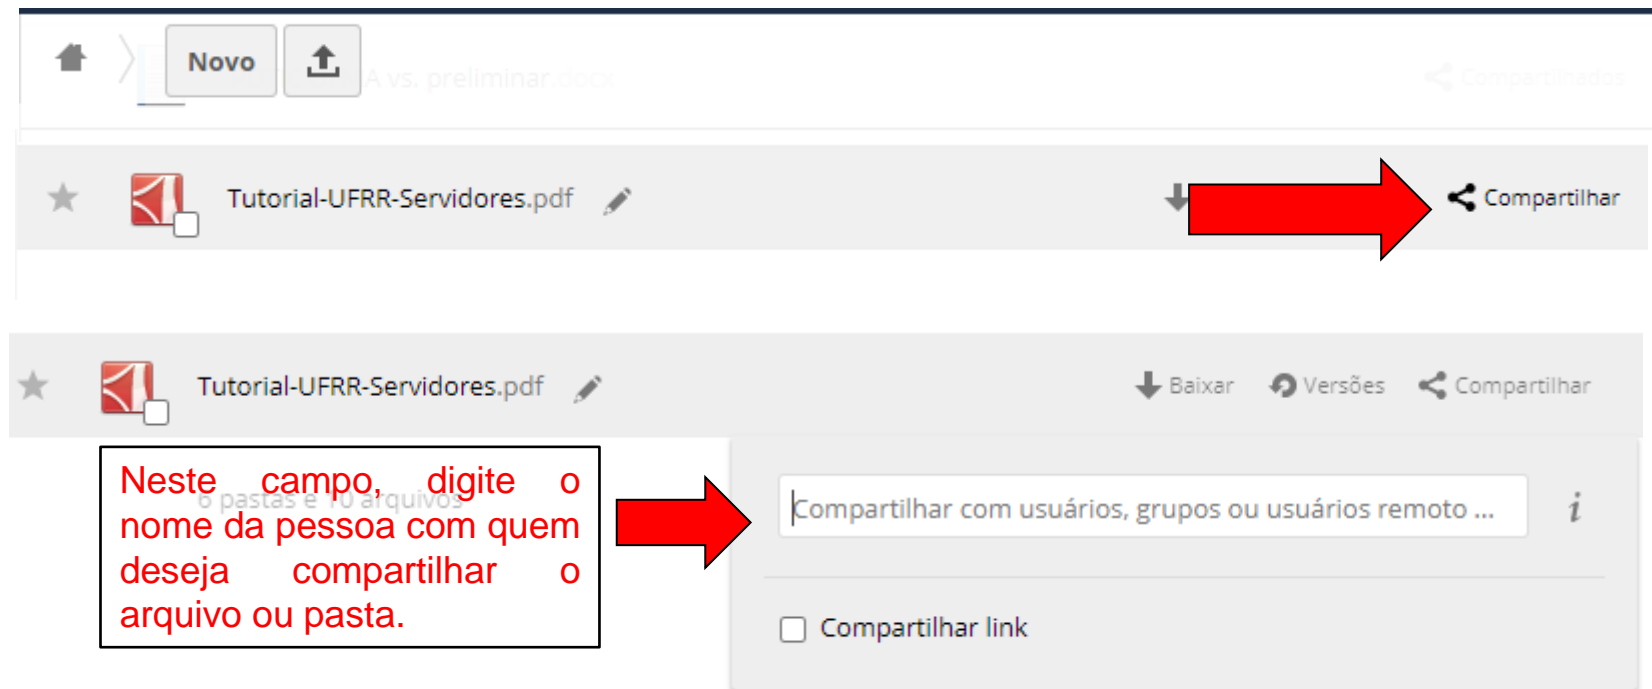 Novo
A vs. preliminar.docx
Compartilhados
Tutorial-UFRR-Servidores.pdf
Compartilhar
Tutorial-UFRR-Servidores.pdf
Baixar Versões Compartilhar
Neste campo, digite o
nome da pessoa com quem
deseja compartilhar o
arquivo ou pasta.
6 pastas e 10 arquivos
Compartilhar com usuários, grupos ou usuários remoto ... i
Compartilhar link